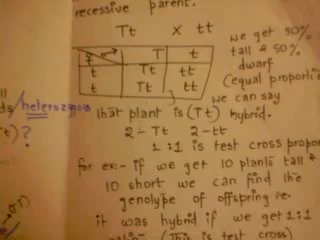 recessive parent.
Tt x tt
♀ ♂ T t
t Tt tt
t Tt tt
we get 50%
tall & 50%
dwarf
(equal proportio
we can say
that plant is (Tt) hybrid.
2 - Tt 2 - tt
1 : 1 is test cross propor
for ex:- if we get 10 plants tall &
10 short we can find the
genotype of offspring ie.
it was hybrid if we get 1:1
(This is test cross)
heterozygous
t) ?